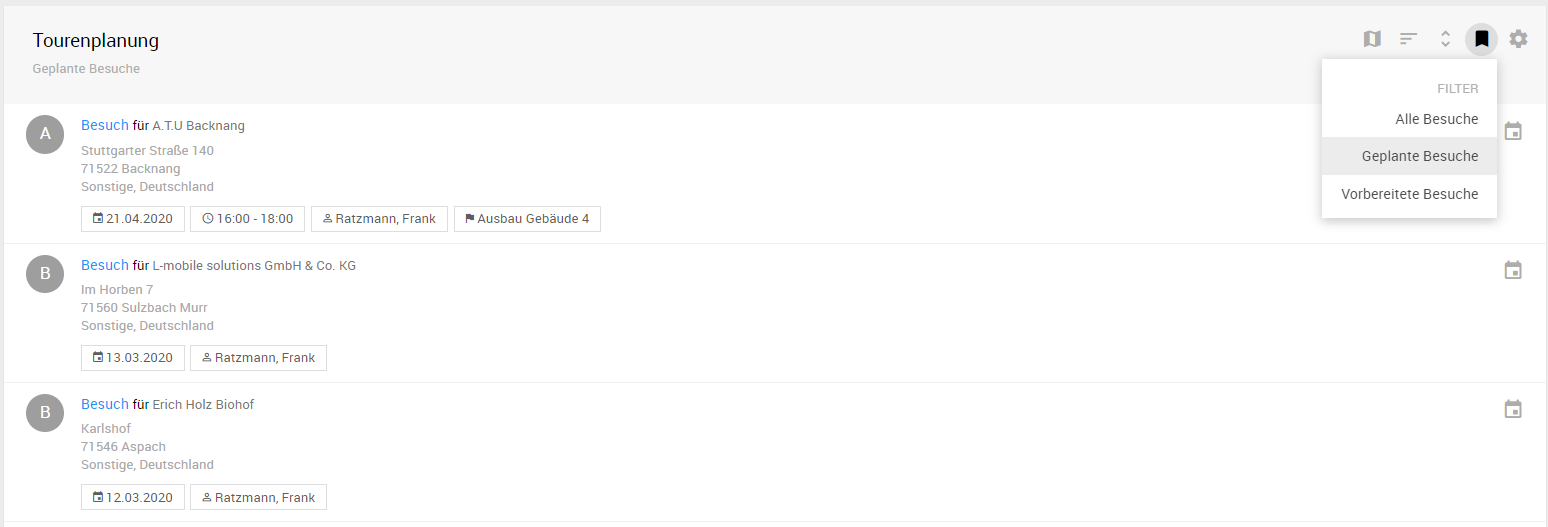 Tourenplanung
Geplante Besuche
FILTER
Alle Besuche
Geplante Besuche
Vorbereitete Besuche
A
Besuch für A.T.U Backnang
Stuttgarter Straße 140
71522 Backnang
Sonstige, Deutschland
21.04.2020 16:00 - 18:00 Ratzmann, Frank Ausbau Gebäude 4
B
Besuch für L-mobile solutions GmbH & Co. KG
Im Horben 7
71560 Sulzbach Murr
Sonstige, Deutschland
13.03.2020 Ratzmann, Frank
B
Besuch für Erich Holz Biohof
Karlshof
71546 Aspach
Sonstige, Deutschland
12.03.2020 Ratzmann, Frank